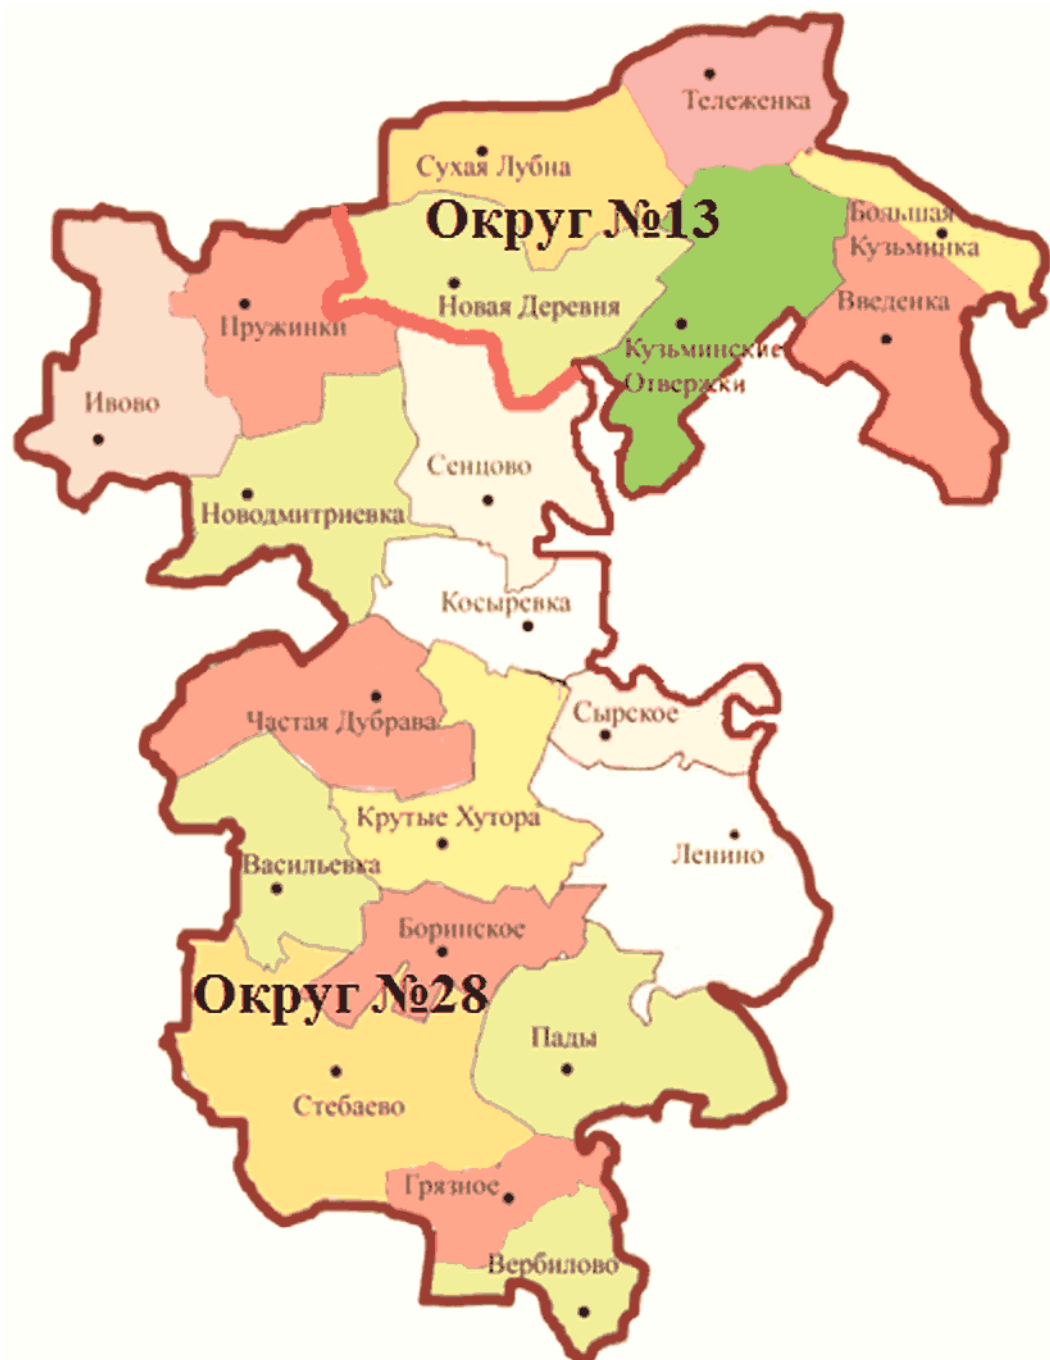 Тележенка
Сухая Лубна
Округ №13
Большая
Кузьминка
Новая Деревня
Введенка
Пружинки
Кузьминские
Отвержки
Ивово
Сенцово
Новодмитриевка
Косыревка
Сырское
Частая Дубрава
Крутые Хутора
Ленино
Васильевка
Боринское
Округ №28
Пады
Стебаево
Грязное
Вербилово